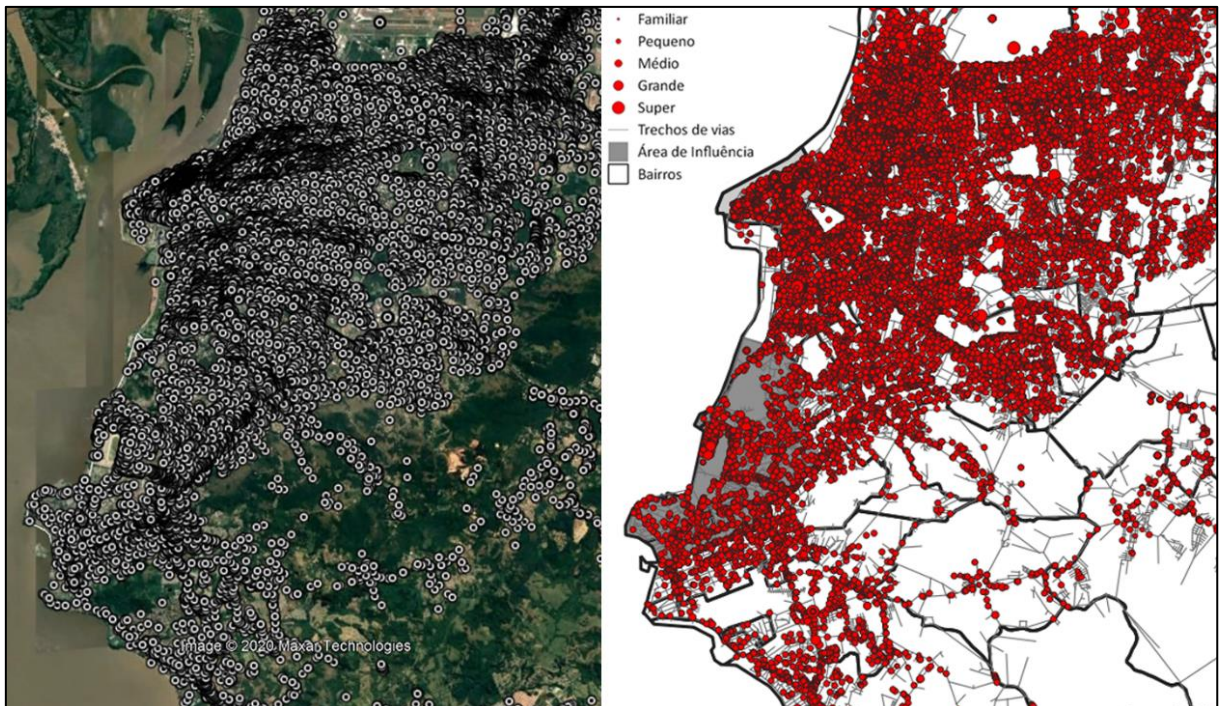 Image © 2020 Maxar Technologies
Familiar
Pequeno
Médio
Grande
Super
Trechos de vias
Área de Influência
Bairros